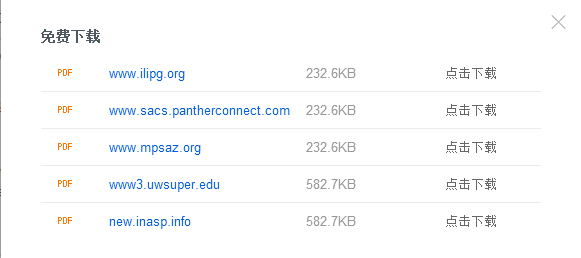 免费下载
PDF www.ilipg.org 232.6KB 点击下载
PDF www.sacs.pantherconnect.com 232.6KB 点击下载
PDF www.mpsaz.org 232.6KB 点击下载
PDF www3.uwsuper.edu 582.7KB 点击下载
PDF new.inasp.info 582.7KB 点击下载